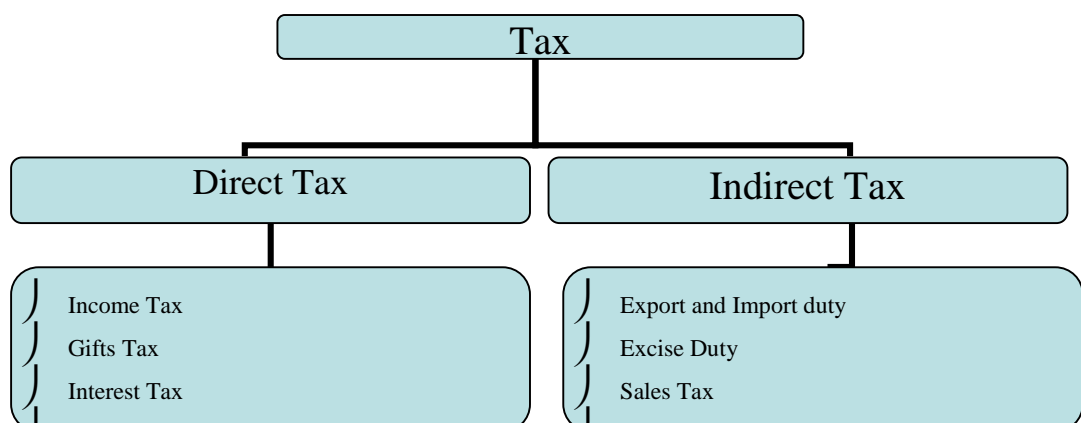 Tax
Direct Tax
Indirect Tax
Income Tax
Gifts Tax
Interest Tax
Export and Import duty
Excise Duty
Sales Tax